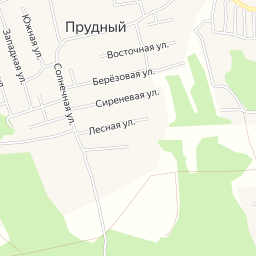 Прудный
Южная ул.
Западная ул.
Восточная ул.
Берёзовая ул.
Солнечная ул.
Сиреневая ул.
Лесная ул.